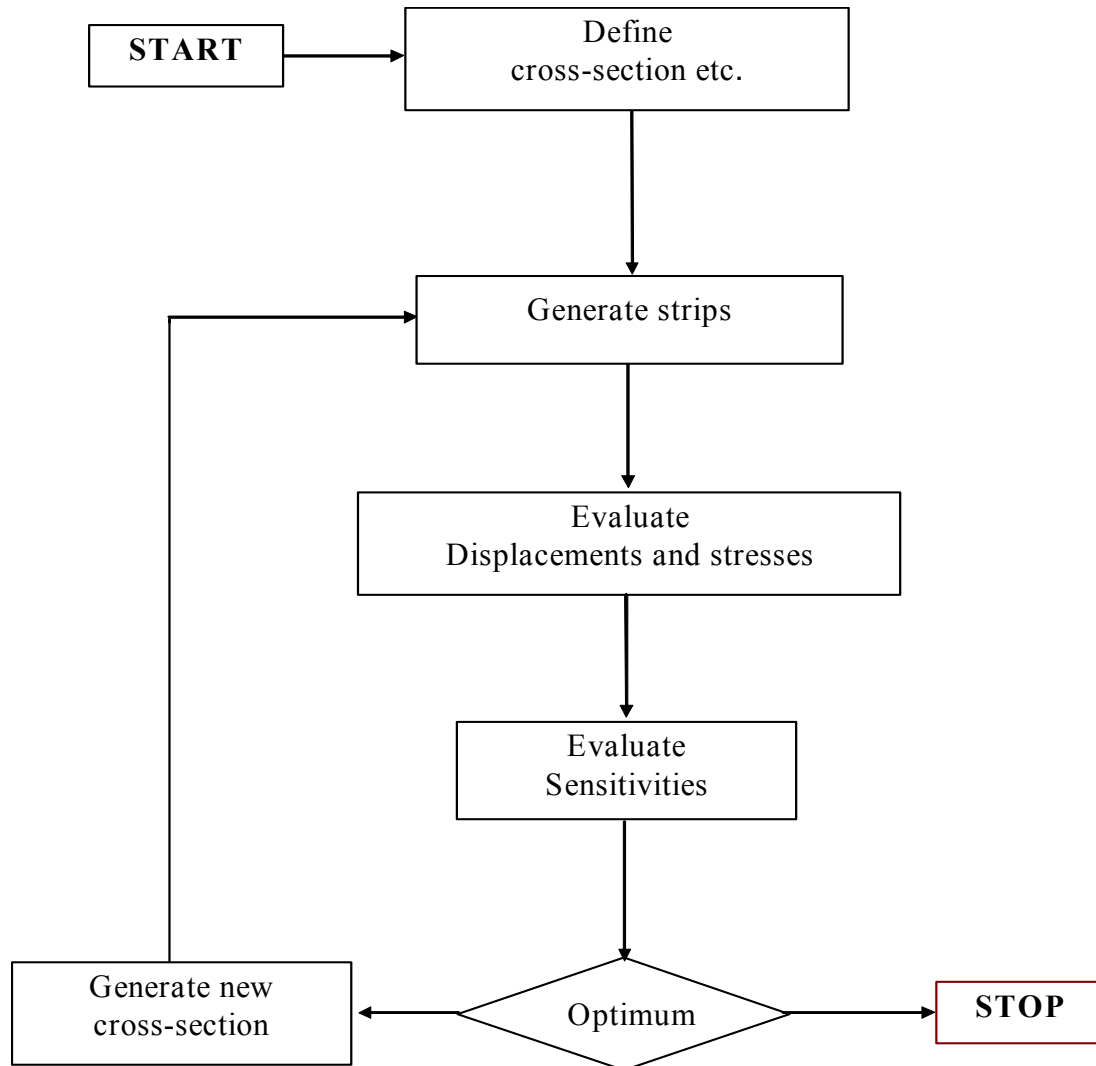 START
Define
cross-section etc.
Generate strips
Evaluate
Displacements and stresses
Evaluate
Sensitivities
Generate new
cross-section
Optimum
STOP